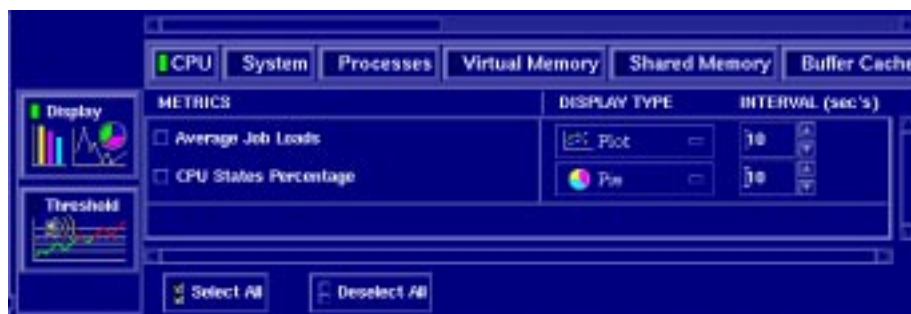 CPU System Processes Virtual Memory Shared Memory Buffer Cache
Display
METRICS DISPLAY TYPE INTERVAL (sec's)
Average Job Loads Plot 10
CPU States Percentage Pie 10
Threshold
Select All Deselect All